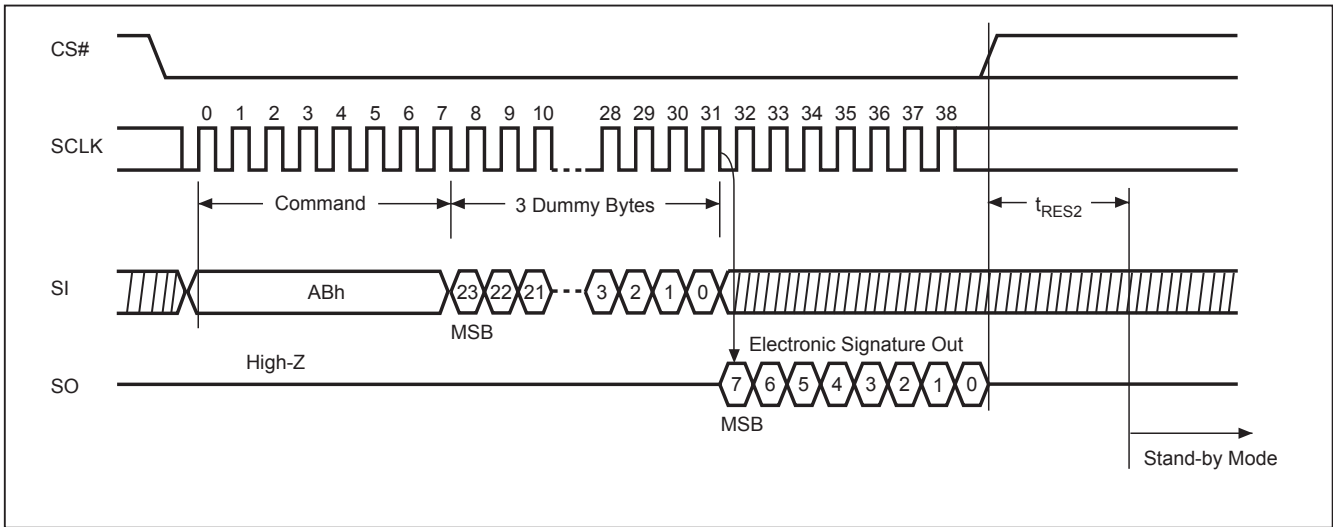 CS#
0 1 2 3 4 5 6 7 8 9 10 28 29 30 31 32 33 34 35 36 37 38
SCLK
Command 3 Dummy Bytes tRES2
SI ABh 23 22 21 3 2 1 0
MSB
High-Z Electronic Signature Out
SO 7 6 5 4 3 2 1 0
MSB
Stand-by Mode